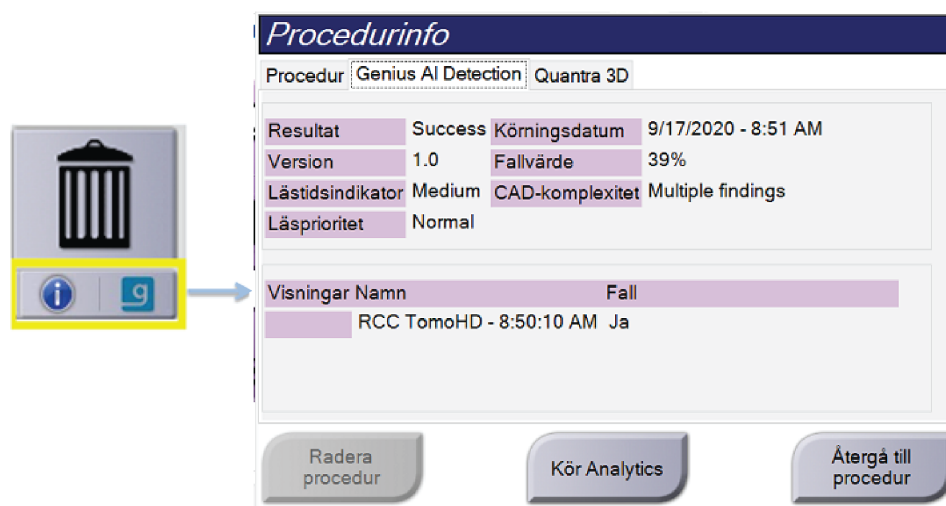 Procedurinfo
Procedur Genius AI Detection Quantra 3D
Resultat Success Körningsdatum 9/17/2020 - 8:51 AM
Version 1.0 Fallvärde 39%
Lästidsindikator Medium CAD-komplexitet Multiple findings
Läsprioritet Normal
i g
Visningar Namn Fall
RCC TomoHD - 8:50:10 AM Ja
Radera procedur
Kör Analytics
Återgå till procedur